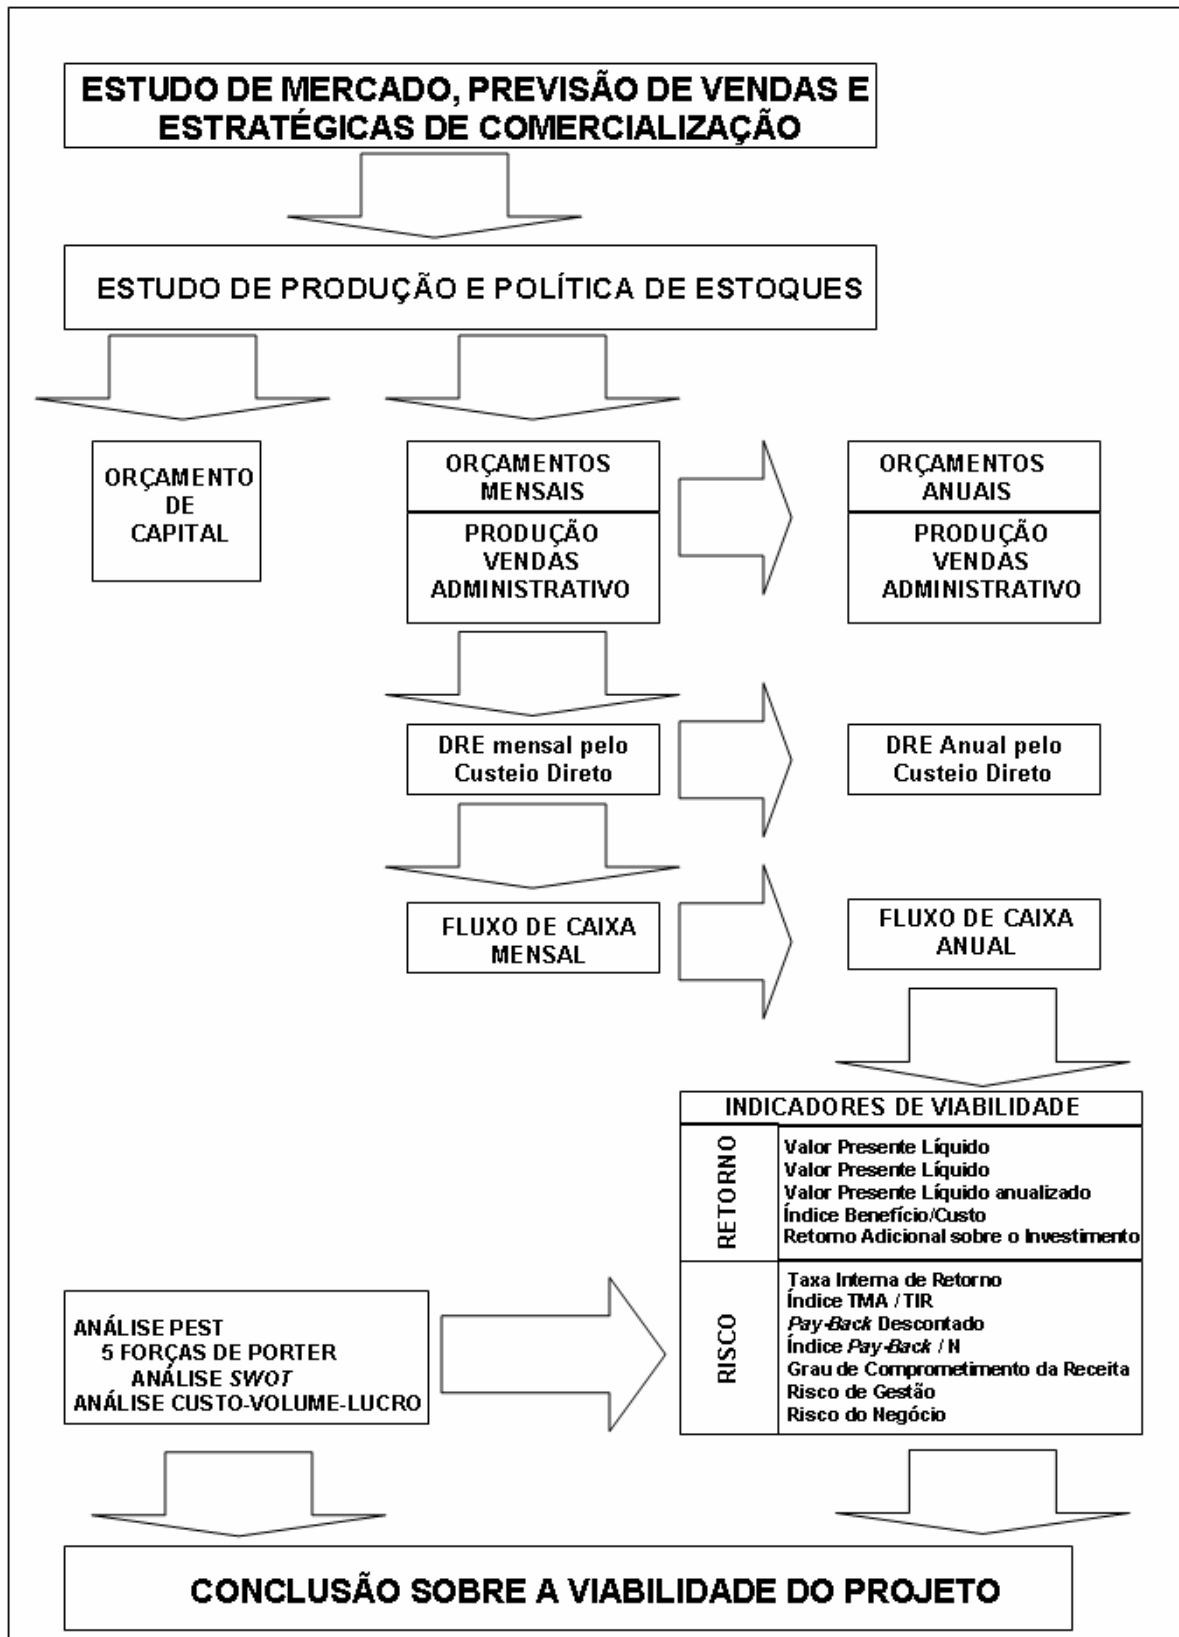 ESTUDO DE MERCADO, PREVISÃO DE VENDAS E
ESTRATÉGICAS DE COMERCIALIZAÇÃO
ESTUDO DE PRODUÇÃO E POLÍTICA DE ESTOQUES
ORÇAMENTO
DE
CAPITAL
ORÇAMENTOS
MENSAIS
PRODUÇÃO
VENDAS
ADMINISTRATIVO
ORÇAMENTOS
ANUAIS
PRODUÇÃO
VENDAS
ADMINISTRATIVO
DRE mensal pelo
Custeio Direto
DRE Anual pelo
Custeio Direto
FLUXO DE CAIXA
MENSAL
FLUXO DE CAIXA
ANUAL
INDICADORES DE VIABILIDADE
RETORNO
Valor Presente Líquido
Valor Presente Líquido
Valor Presente Líquido anualizado
Índice Benefício/Custo
Retorno Adicional sobre o Investimento
RISCO
Taxa Interna de Retorno
Índice TMA / TIR
Pay-Back Descontado
Índice Pay-Back / N
Grau de Comprometimento da Receita
Risco de Gestão
Risco do Negócio
ANÁLISE PEST
5 FORÇAS DE PORTER
ANÁLISE SWOT
ANÁLISE CUSTO-VOLUME-LUCRO
CONCLUSÃO SOBRE A VIABILIDADE DO PROJETO